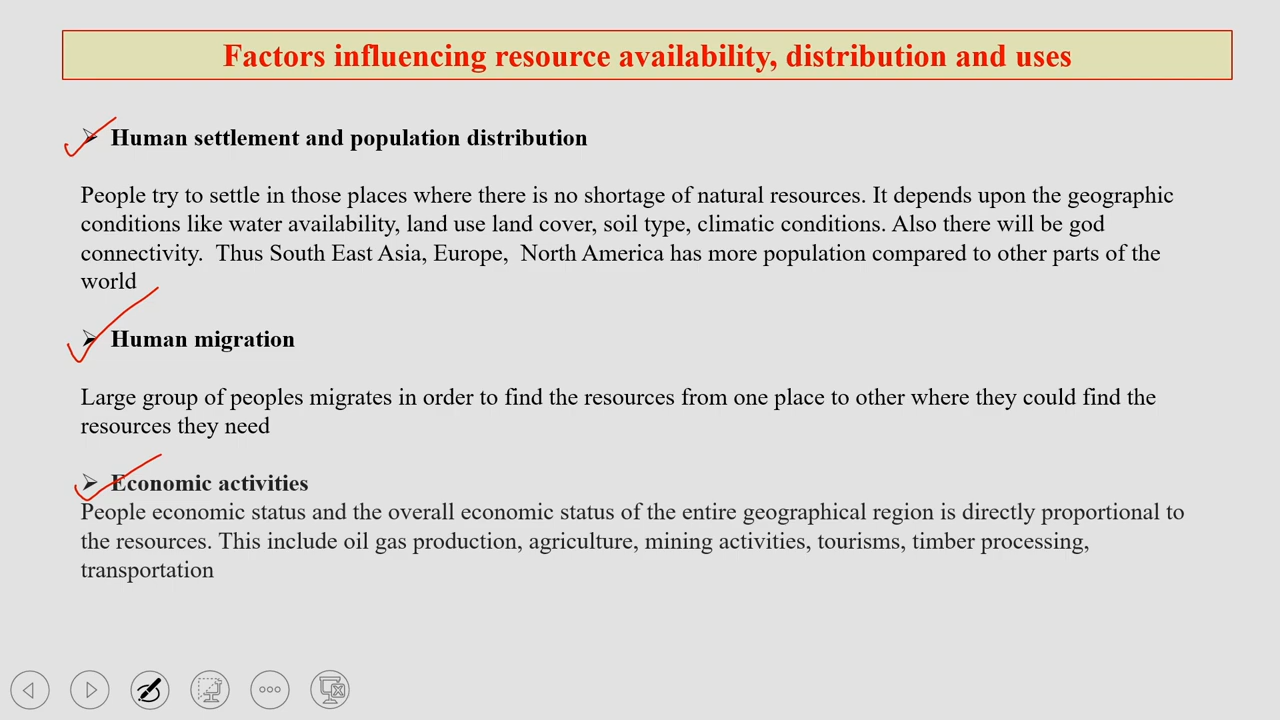 Factors influencing resource availability, distribution and uses
Human settlement and population distribution
People try to settle in those places where there is no shortage of natural resources. It depends upon the geographic
conditions like water availability, land use land cover, soil type, climatic conditions. Also there will be god
connectivity.  Thus South East Asia, Europe,  North America has more population compared to other parts of the
world
Human migration
Large group of peoples migrates in order to find the resources from one place to other where they could find the
resources they need
Economic activities
People economic status and the overall economic status of the entire geographical region is directly proportional to
the resources. This include oil gas production, agriculture, mining activities, tourisms, timber processing,
transportation